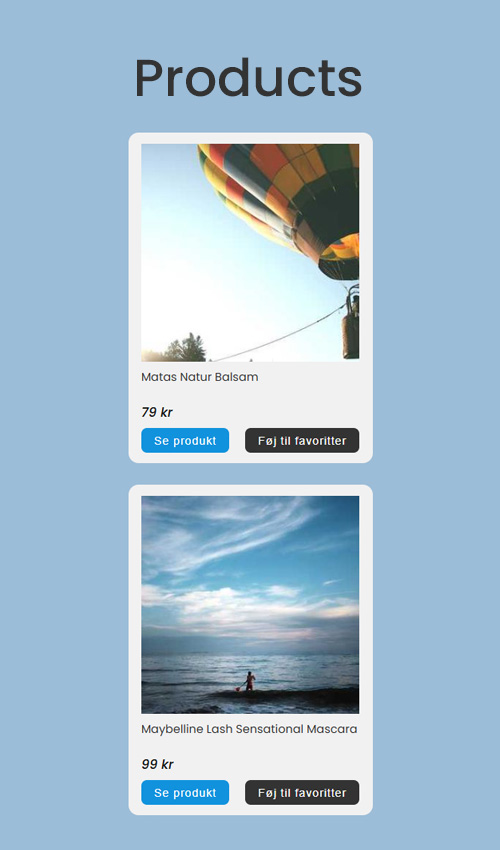 Products
Matas Natur Balsam
79 kr
Se produkt Føj til favoritter
Maybelline Lash Sensational Mascara
99 kr
Se produkt Føj til favoritter